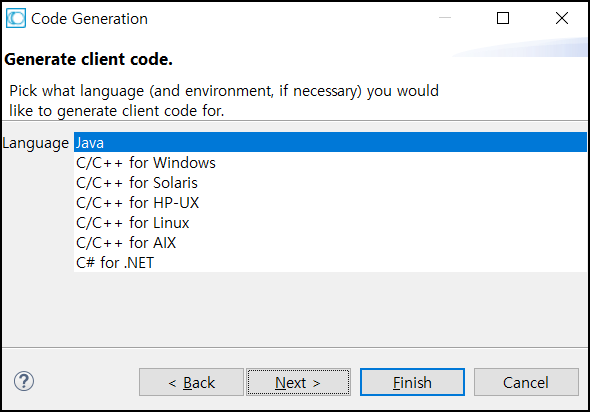 Code Generation
Generate client code.
Pick what language (and environment, if necessary) you would
like to generate client code for.
Language Java
C/C++ for Windows
C/C++ for Solaris
C/C++ for HP-UX
C/C++ for Linux
C/C++ for AIX
C# for .NET
? < Back Next > Finish Cancel